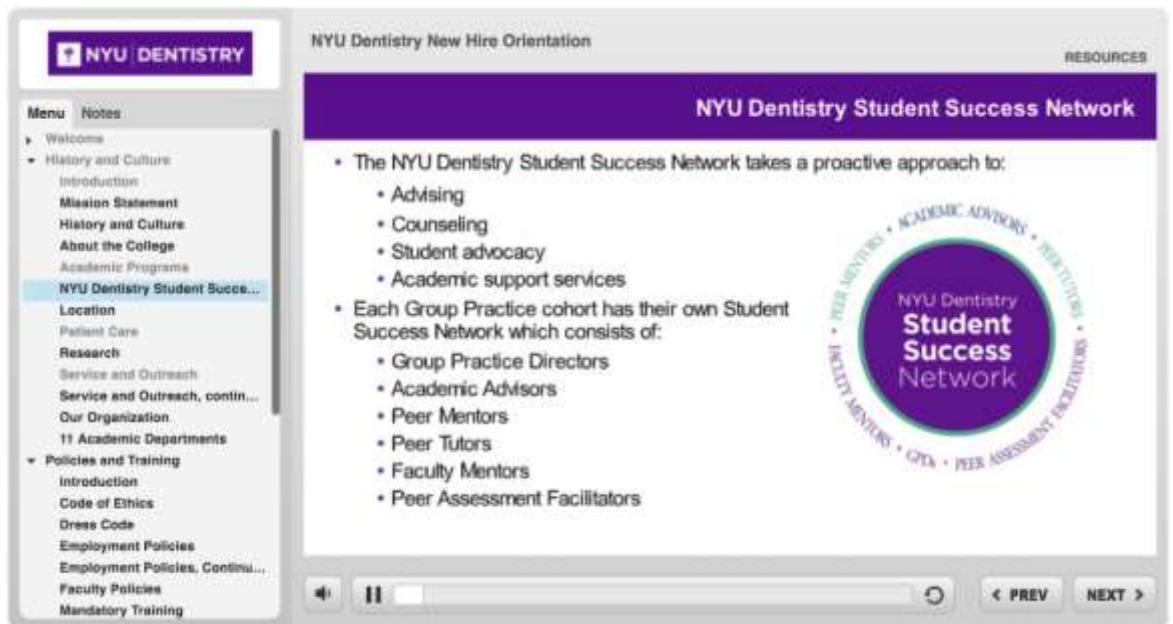 NYU DENTISTRY
NYU Dentistry New Hire Orientation
RESOURCES
Menu Notes
Welcome
History and Culture
Introduction
Mission Statement
History and Culture
About the College
Academic Programs
NYU Dentistry Student Succe...
Location
Patient Care
Research
Service and Outreach
Service and Outreach, contin...
Our Organization
11 Academic Departments
Policies and Training
Introduction
Code of Ethics
Dress Code
Employment Policies
Employment Policies, Continu...
Faculty Policies
Mandatory Training
NYU Dentistry Student Success Network
• The NYU Dentistry Student Success Network takes a proactive approach to:
• Advising
• Counseling
• Student advocacy
• Academic support services
• Each Group Practice cohort has their own Student
Success Network which consists of:
• Group Practice Directors
• Academic Advisors
• Peer Mentors
• Peer Tutors
• Faculty Mentors
• Peer Assessment Facilitators
ACADEMIC ADVISORS • PEER TUTORS • PEER ASSESSMENT FACILITATORS • GPDs • FACULTY MENTORS • PEER MENTORS •
NYU Dentistry
Student
Success
Network
< PREV
NEXT >